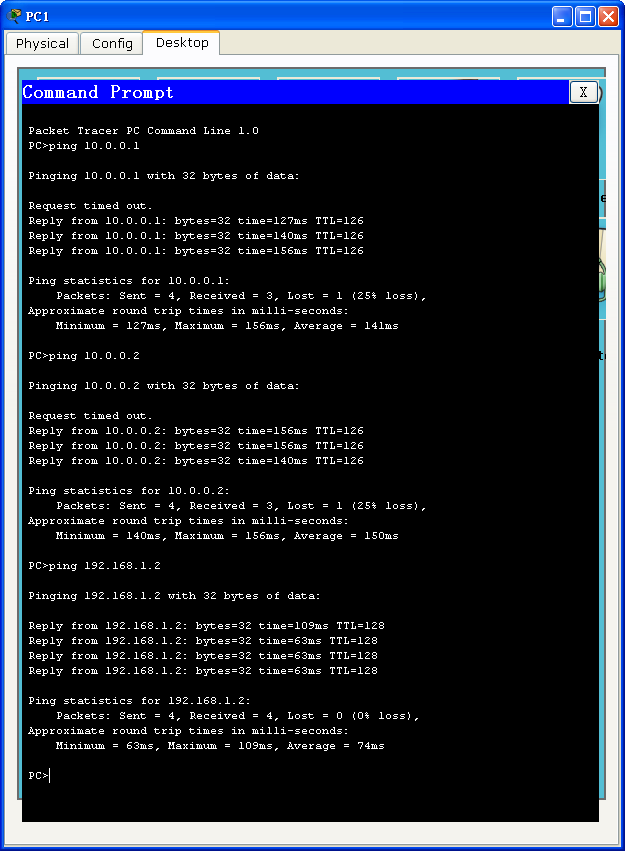 PC1
Physical Config Desktop
Command Prompt
X
Packet Tracer PC Command Line 1.0
PC>ping 10.0.0.1
Pinging 10.0.0.1 with 32 bytes of data:
Request timed out.
Reply from 10.0.0.1: bytes=32 time=127ms TTL=126
Reply from 10.0.0.1: bytes=32 time=140ms TTL=126
Reply from 10.0.0.1: bytes=32 time=156ms TTL=126
Ping statistics for 10.0.0.1:
Packets: Sent = 4, Received = 3, Lost = 1 (25% loss),
Approximate round trip times in milli-seconds:
Minimum = 127ms, Maximum = 156ms, Average = 141ms
PC>ping 10.0.0.2
Pinging 10.0.0.2 with 32 bytes of data:
Request timed out.
Reply from 10.0.0.2: bytes=32 time=156ms TTL=126
Reply from 10.0.0.2: bytes=32 time=156ms TTL=126
Reply from 10.0.0.2: bytes=32 time=140ms TTL=126
Ping statistics for 10.0.0.2:
Packets: Sent = 4, Received = 3, Lost = 1 (25% loss),
Approximate round trip times in milli-seconds:
Minimum = 140ms, Maximum = 156ms, Average = 150ms
PC>ping 192.168.1.2
Pinging 192.168.1.2 with 32 bytes of data:
Reply from 192.168.1.2: bytes=32 time=109ms TTL=128
Reply from 192.168.1.2: bytes=32 time=63ms TTL=128
Reply from 192.168.1.2: bytes=32 time=63ms TTL=128
Reply from 192.168.1.2: bytes=32 time=63ms TTL=128
Ping statistics for 192.168.1.2:
Packets: Sent = 4, Received = 4, Lost = 0 (0% loss),
Approximate round trip times in milli-seconds:
Minimum = 63ms, Maximum = 109ms, Average = 74ms
PC>